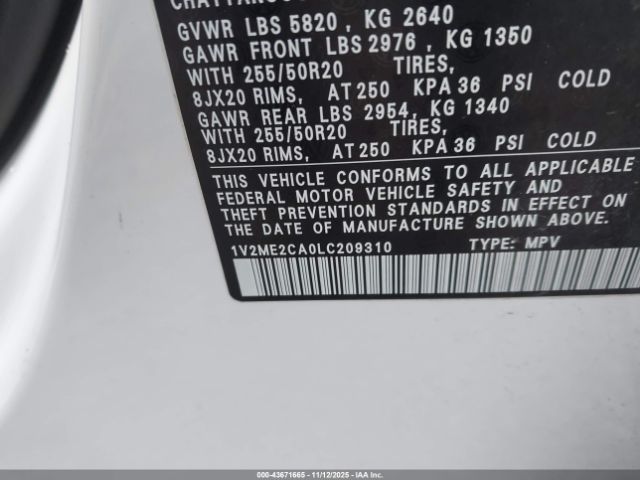 GVWR LBS 5820 , KG 2640
GAWR FRONT LBS 2976 , KG 1350
WITH 255/50R20 TIRES,
8JX20 RIMS, AT 250 KPA 36 PSI COLD
GAWR REAR LBS 2954, KG 1340
WITH 255/50R20 TIRES,
8JX20 RIMS, AT 250 KPA 36 PSI COLD
THIS VEHICLE CONFORMS TO ALL APPLICABLE
FEDERAL MOTOR VEHICLE SAFETY AND
THEFT PREVENTION STANDARDS IN EFFECT ON
THE DATE OF MANUFACTURE SHOWN ABOVE.
1V2ME2CA0LC209310 TYPE: MPV
000-43671665 - 11/12/2025 - IAA Inc.